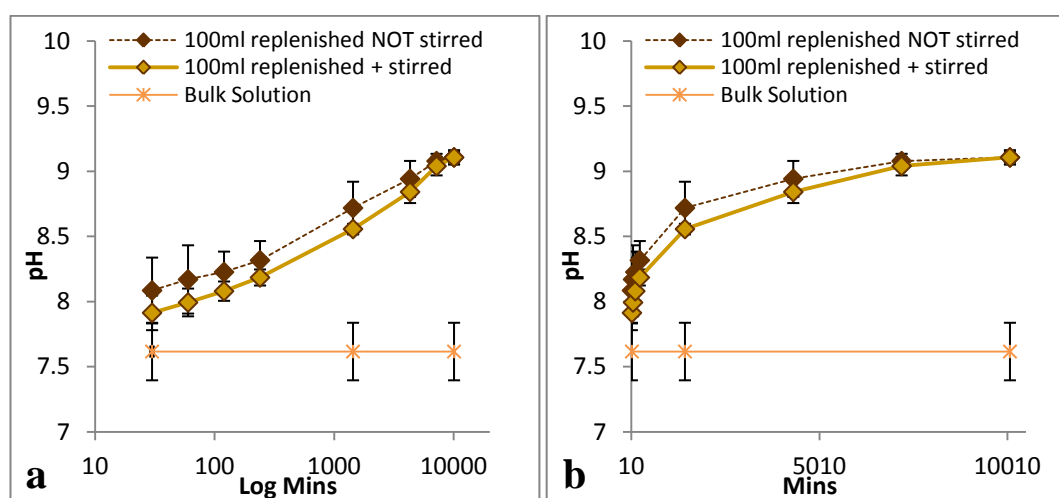 100ml replenished NOT stirred
100ml replenished + stirred
Bulk Solution
10
9.5
9
8.5
8
7.5
7
pH
10 100 1000 10000
Log Mins
a
100ml replenished NOT stirred
100ml replenished + stirred
Bulk Solution
10
9.5
9
8.5
8
7.5
7
pH
10 5010 10010
Mins
b